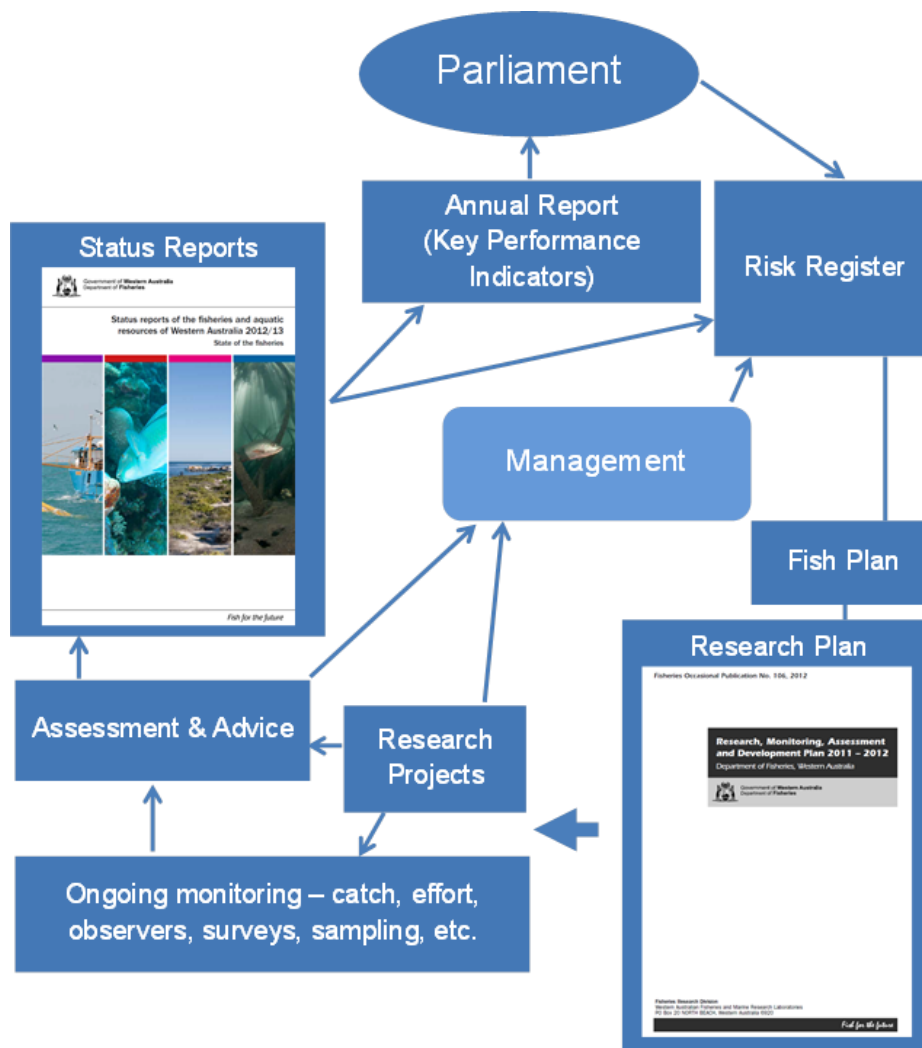 Parliament
Annual Report
(Key Performance
Indicators)
Risk Register
Status Reports
Government of Western Australia
Department of Fisheries
Status reports of the fisheries and aquatic
resources of Western Australia 2012/13
State of the fisheries
Fish for the future
Management
Fish Plan
Research Plan
Fisheries Occasional Publication No. 106, 2012
Research, Monitoring, Assessment
and Development Plan 2011 – 2012
Department of Fisheries, Western Australia
Government of Western Australia
Department of Fisheries
Fisheries Research Division
Western Australian Fisheries and Marine Research Laboratories
PO Box 20 NORTH BEACH, Western Australia 6920
Fish for the future
Assessment & Advice
Research
Projects
Ongoing monitoring – catch, effort,
observers, surveys, sampling, etc.